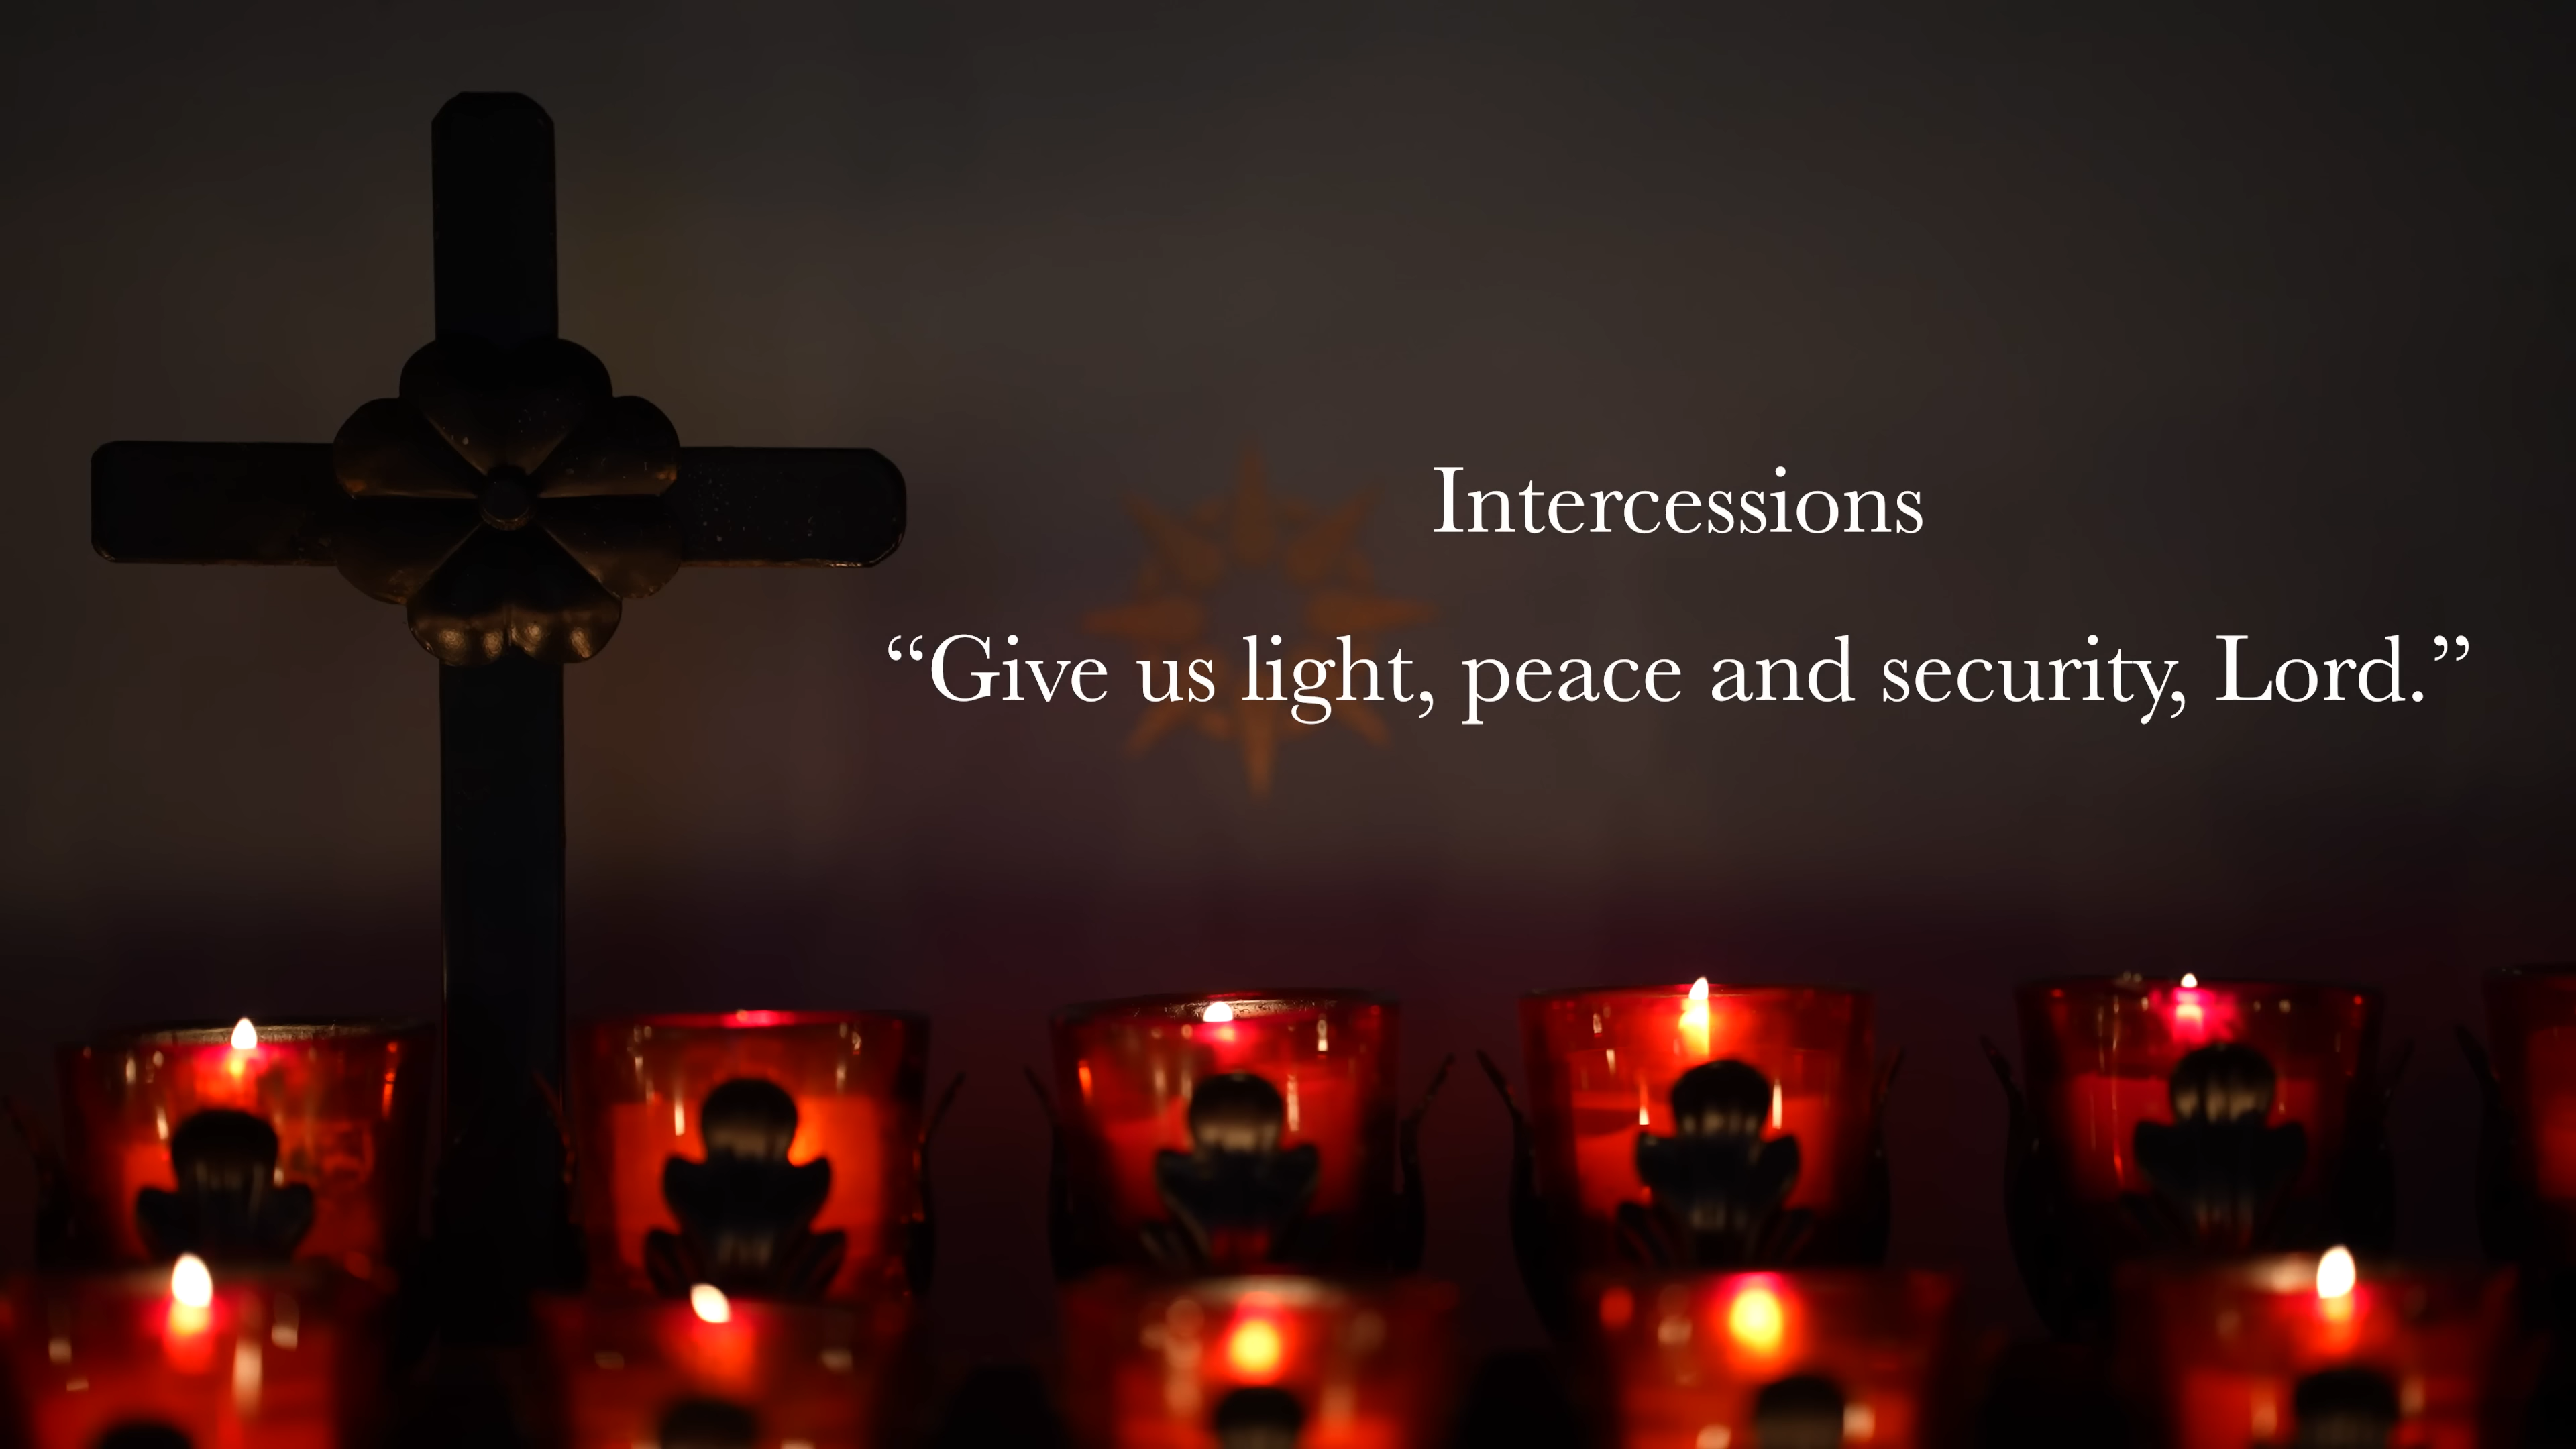 Intercessions
“Give us light, peace and security, Lord.”